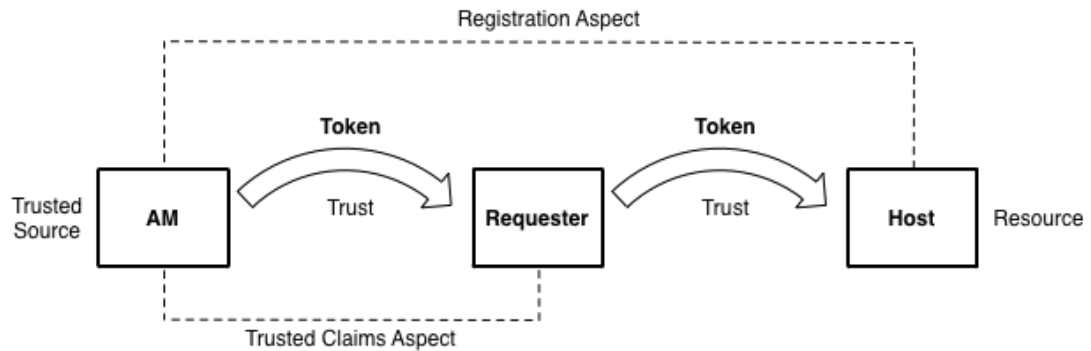 Registration Aspect
Token
Token
Trusted
Source
AM
Trust
Requester
Trust
Host
Resource
Trusted Claims Aspect